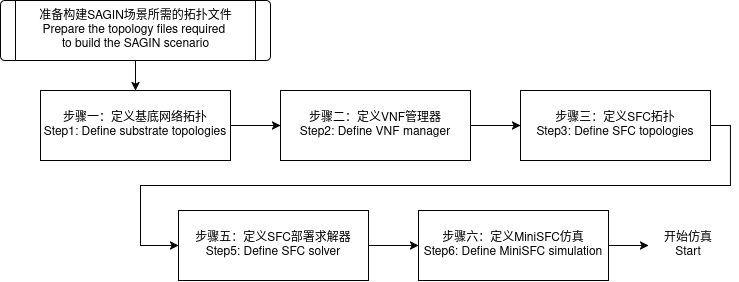 准备构建SAGIN场景所需的拓扑文件
Prepare the topology files required
to build the SAGIN scenario
步骤一：定义基底网络拓扑
Step1: Define substrate topologies
步骤二：定义VNF管理器
Step2: Define VNF manager
步骤三：定义SFC拓扑
Step3: Define SFC topologies
步骤五：定义SFC部署求解器
Step5: Define SFC solver
步骤六：定义MiniSFC仿真
Step6: Define MiniSFC simulation
开始仿真
Start